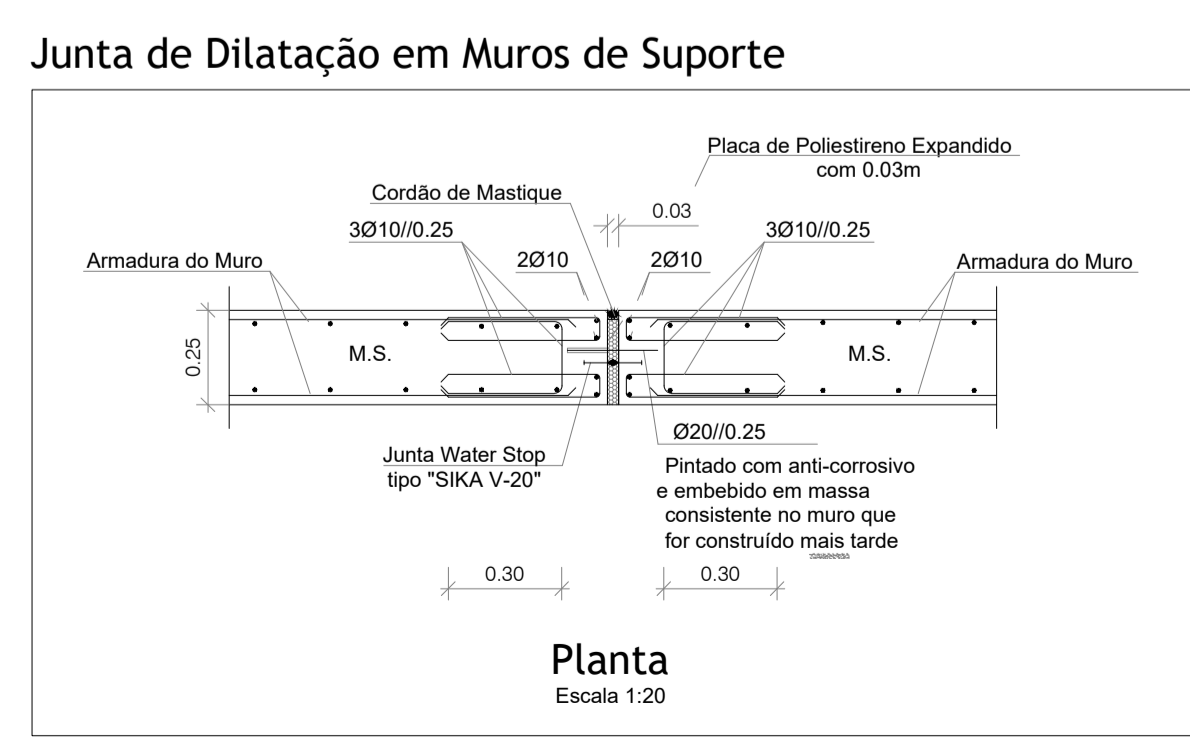 Junta de Dilatação em Muros de Suporte
Placa de Poliestireno Expandido
com 0.03m
Cordão de Mastique
0.03
3Ø10//0.25
3Ø10//0.25
Armadura do Muro
2Ø10
2Ø10
Armadura do Muro
0.25
M.S.
M.S.
Ø20//0.25
Junta Water Stop
tipo "SIKA V-20"
Pintado com anti-corrosivo
e embebido em massa
consistente no muro que
for construído mais tarde
0.30
0.30
Planta
Escala 1:20